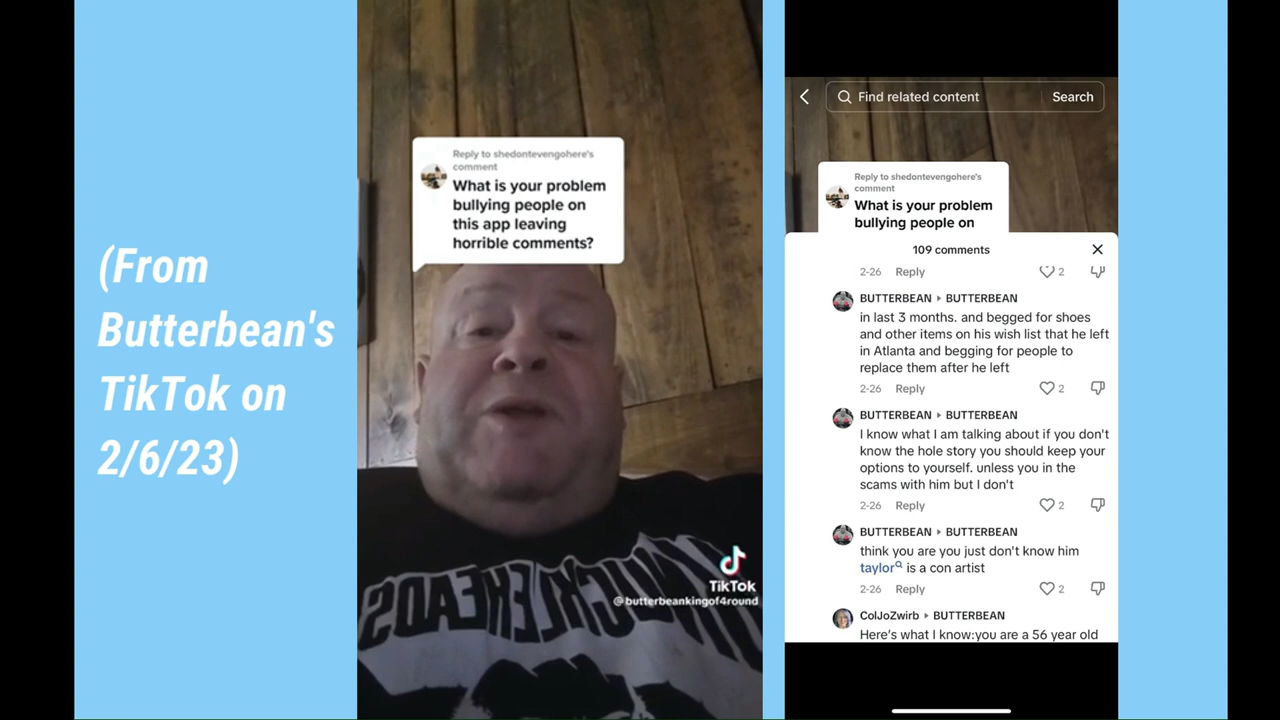 (From
Butterbean's
TikTok on
2/6/23)
Reply to shedontevengohere's
comment
What is your problem
bullying people on
this app leaving
horrible comments?
KNUCKLEHEADS
TikTok
@butterbeankingof4round
Find related content
Search
Reply to shedontevengohere's
comment
What is your problem
bullying people on
109 comments
2-26 Reply 2
BUTTERBEAN BUTTERBEAN
in last 3 months. and begged for shoes
and other items on his wish list that he left
in Atlanta and begging for people to
replace them after he left
2-26 Reply 2
BUTTERBEAN BUTTERBEAN
I know what I am talking about if you don't
know the hole story you should keep your
options to yourself. unless you in the
scams with him but I don't
2-26 Reply 2
BUTTERBEAN BUTTERBEAN
think you are you just don't know him
taylor is a con artist
2-26 Reply 2
ColJoZwirb BUTTERBEAN
Here's what I know:you are a 56 year old